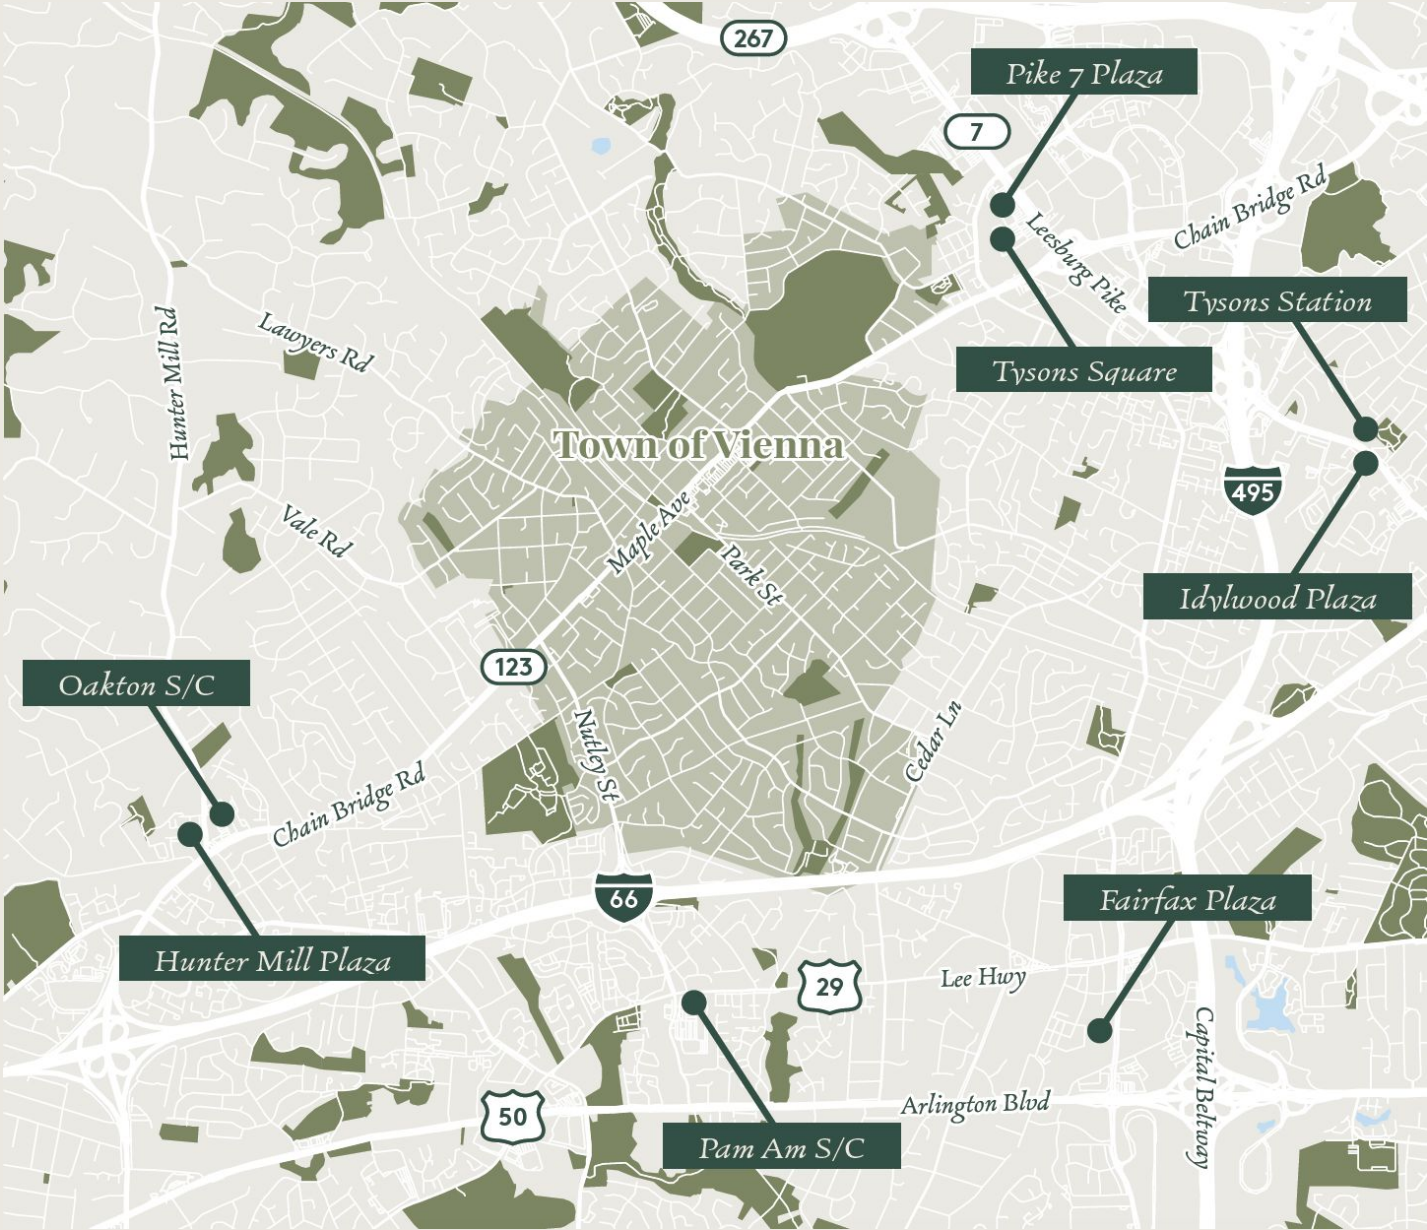 267
Pike 7 Plaza
7
Chain Bridge Rd
Leesburg Pike
Tysons Station
Hunter Mill Rd
Lawyers Rd
Tysons Square
Town of Vienna
495
Maple Ave
Vale Rd
Park St
Idylwood Plaza
123
Oakton S/C
Nutley St
Cedar Ln
Chain Bridge Rd
66
Fairfax Plaza
Hunter Mill Plaza
29
Lee Hwy
Capital Beltway
50
Arlington Blvd
Pam Am S/C